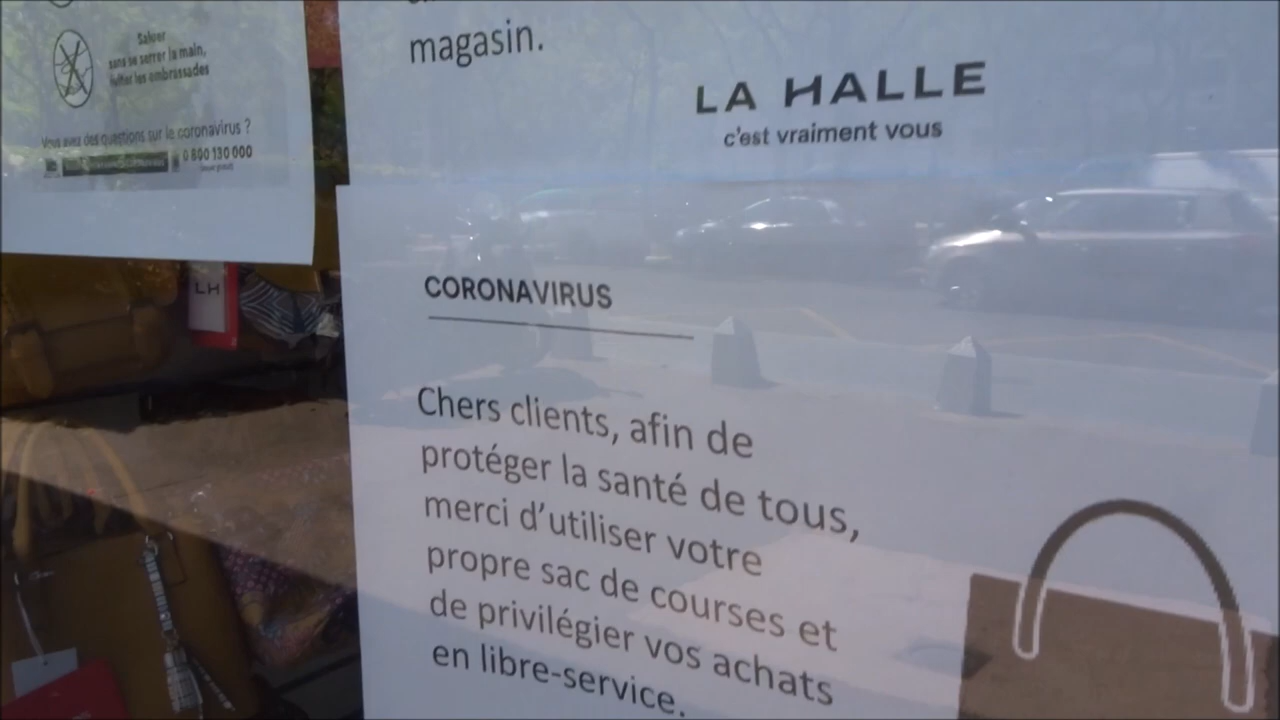 Saluer
sans se serrer la main,
éviter les embrassades
Vous avez des questions sur le coronavirus ?
0 800 130 000
magasin.
LA HALLE
c'est vraiment vous
LH
CORONAVIRUS
Chers clients, afin de
protéger la santé de tous,
merci d'utiliser votre
propre sac de courses et
de privilégier vos achats
en libre-service.